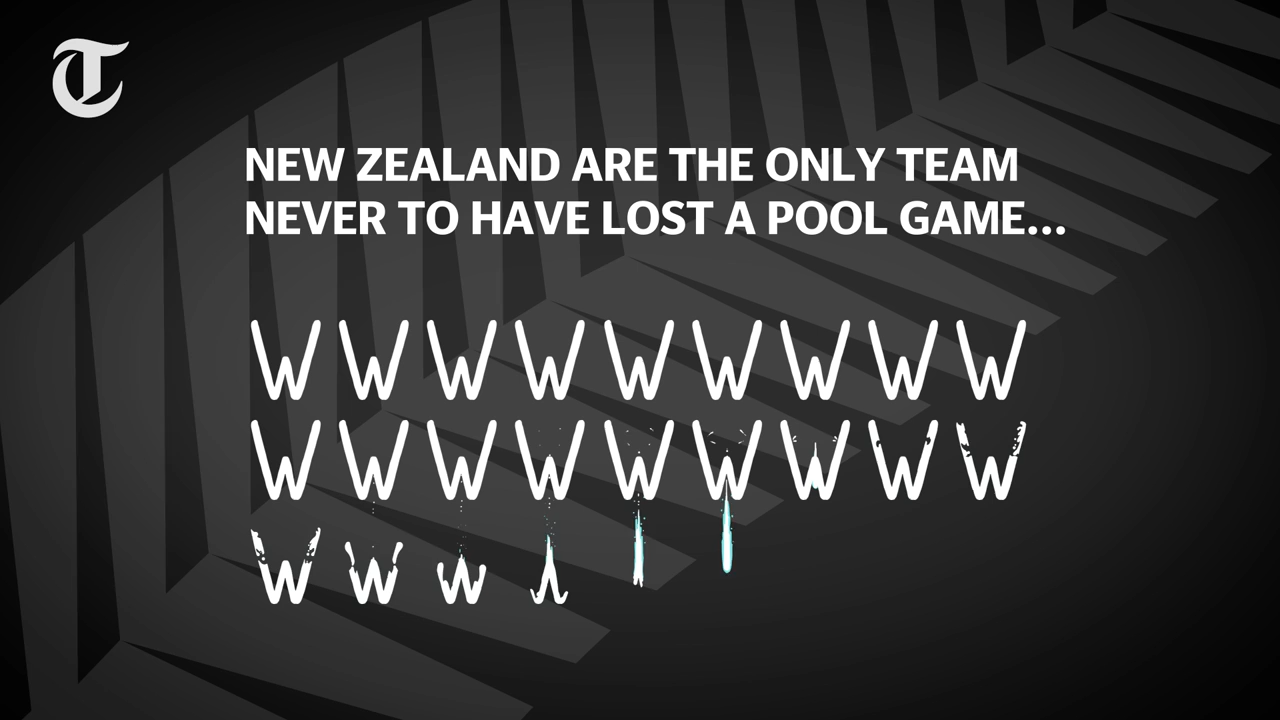 T
NEW ZEALAND ARE THE ONLY TEAM
NEVER TO HAVE LOST A POOL GAME...
W W W W W W W W W
W W W W W W W W W
W W W